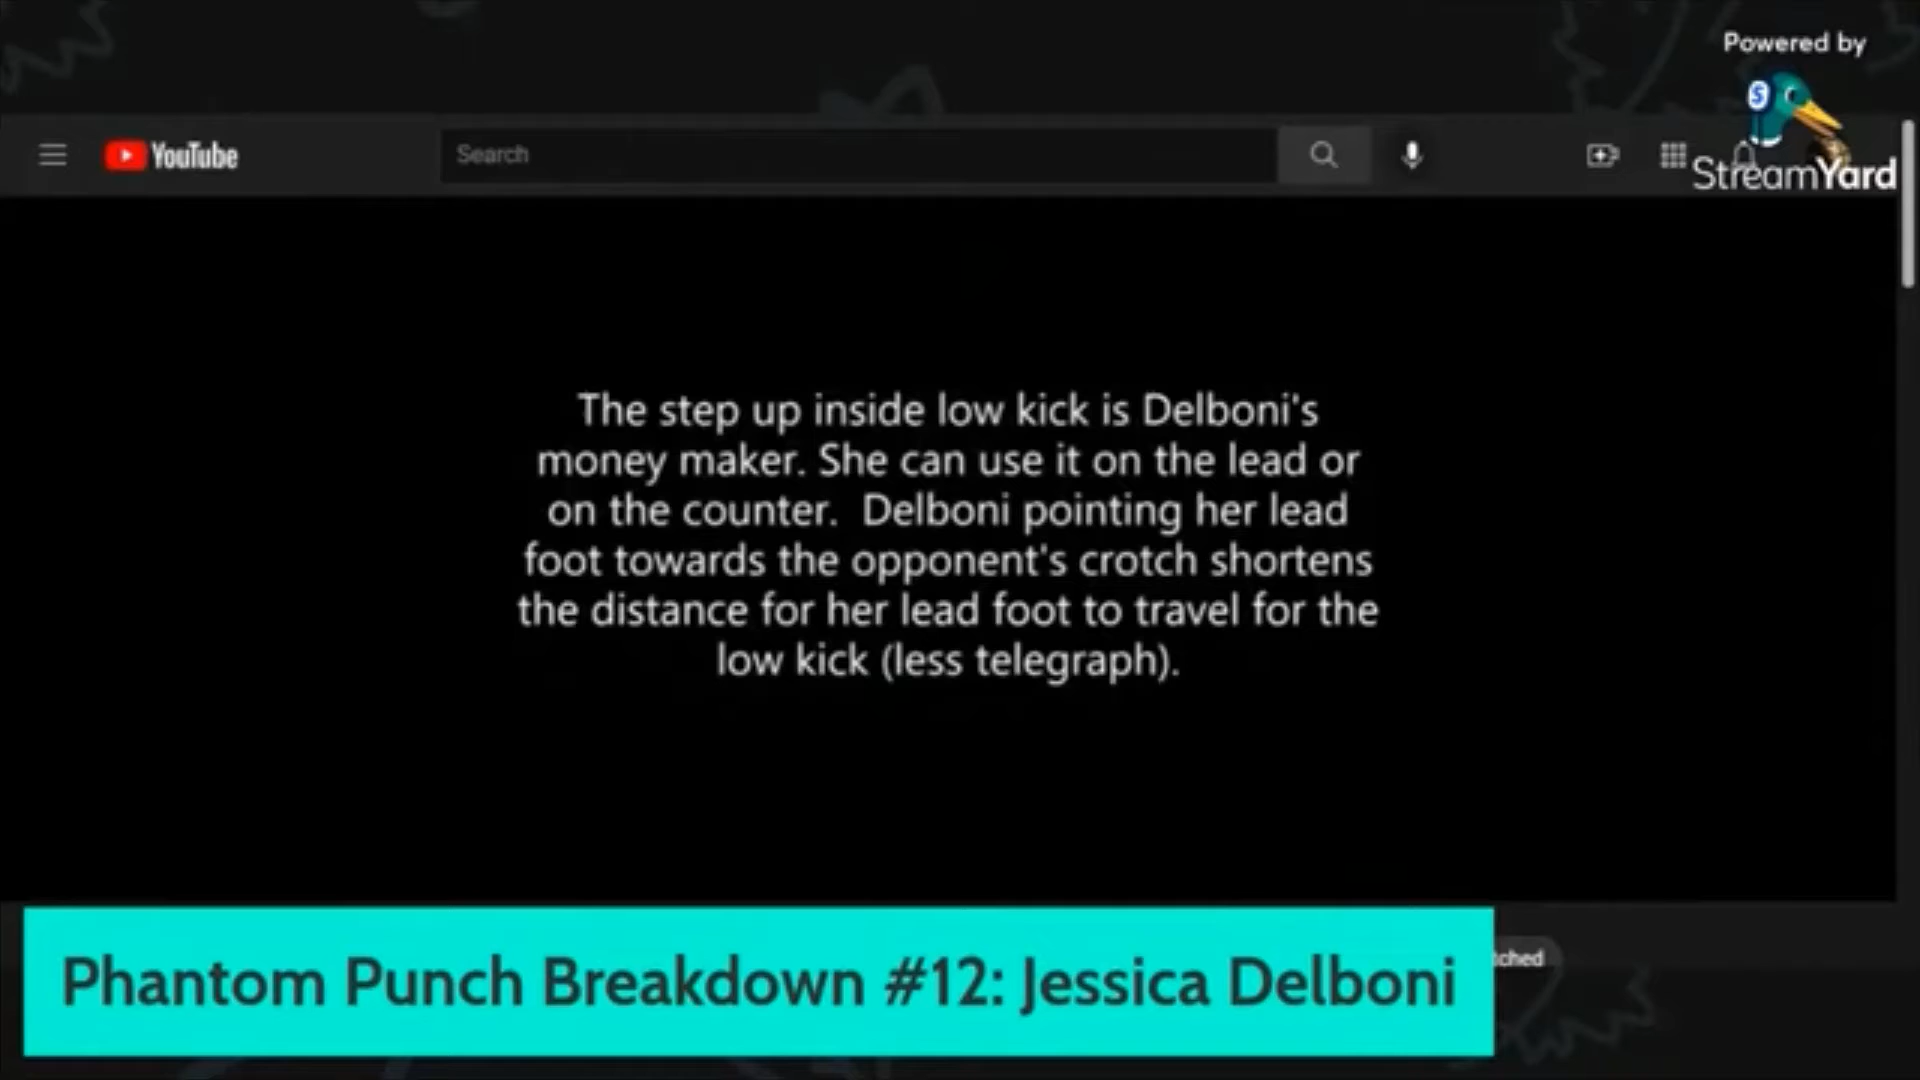 Powered by
StreamYard
YouTube
Search
The step up inside low kick is Delboni's
money maker. She can use it on the lead or
on the counter.  Delboni pointing her lead
foot towards the opponent's crotch shortens
the distance for her lead foot to travel for the
low kick (less telegraph).
Phantom Punch Breakdown #12: Jessica Delboni